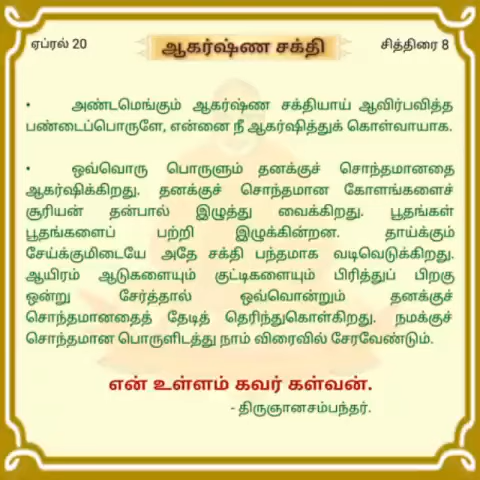 ஏப்ரல் 20
ஆகர்ஷ்ண சக்தி
சித்திரை 8
• அண்டமெங்கும் ஆகர்ஷ்ண சக்தியாய் ஆவிர்பவித்த
பண்டைப்பொருளே, என்னை நீ ஆகர்ஷித்துக் கொள்வாயாக.
• ஒவ்வொரு பொருளும் தனக்குச் சொந்தமானதை
ஆகர்ஷிக்கிறது. தனக்குச் சொந்தமான கோளங்களைச்
சூரியன் தன்பால் இழுத்து வைக்கிறது. பூதங்கள்
பூதங்களைப் பற்றி இழுக்கின்றன. தாய்க்கும்
சேய்க்குமிடையே அதே சக்தி பந்தமாக வடிவெடுக்கிறது.
ஆயிரம் ஆடுகளையும் குட்டிகளையும் பிரித்துப் பிறகு
ஒன்று சேர்த்தால் ஒவ்வொன்றும் தனக்குச்
சொந்தமானதைத் தேடித் தெரிந்துகொள்கிறது. நமக்குச்
சொந்தமான பொருளிடத்து நாம் விரைவில் சேரவேண்டும்.
என் உள்ளம் கவர் கள்வன்.
- திருஞானசம்பந்தர்.